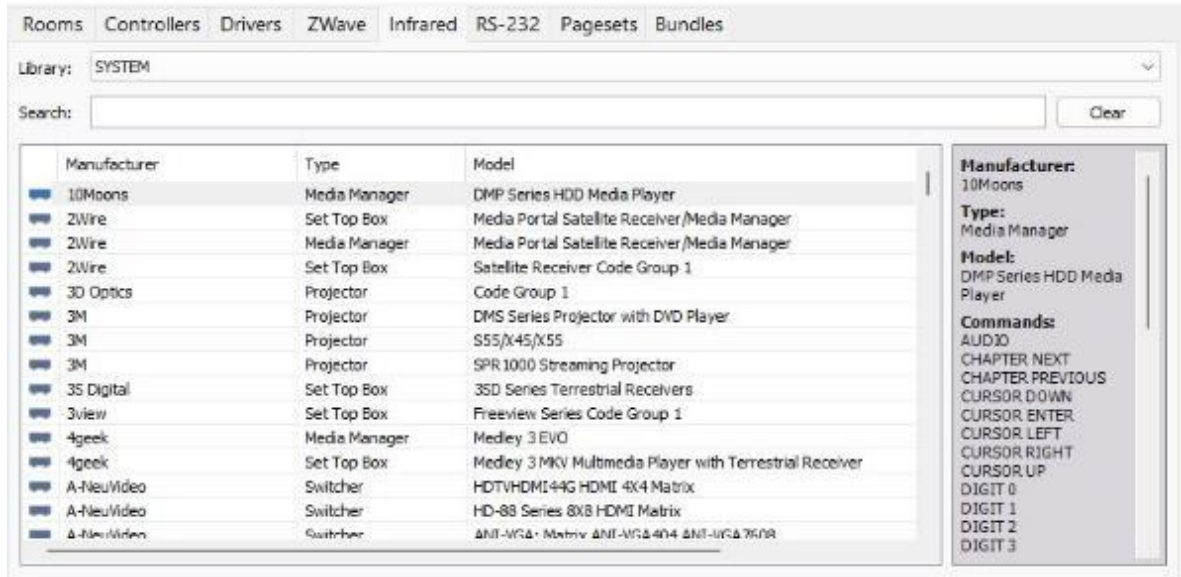 Rooms Controllers Drivers ZWave Infrared RS-232 Pagesets Bundles
Library: SYSTEM
Search: Clear
Manufacturer Type Model
10Moons Media Manager DMP Series HDD Media Player
2Wire Set Top Box Media Portal Satellite Receiver/Media Manager
2Wire Media Manager Media Portal Satellite Receiver/Media Manager
2Wire Set Top Box Satellite Receiver Code Group 1
3D Optics Projector Code Group 1
3M Projector DMS Series Projector with DVD Player
3M Projector S55/X45/X55
3M Projector SPR1000 Streaming Projector
3S Digital Set Top Box 3SD Series Terrestrial Receivers
3view Set Top Box Freeview Series Code Group 1
4geek Media Manager Medley 3 EVO
4geek Set Top Box Medley 3 MKV Multimedia Player with Terrestrial Receiver
A-NeuVideo Switcher HDTVHDMI44G HDMI 4X4 Matrix
A-NeuVideo Switcher HD-88 Series 8X8 HDMI Matrix
A-NeuVideo Switcher Matrix
Manufacturer:
10Moons
Type:
Media Manager
Model:
DMP Series HDD Media
Player
Commands:
AUDIO
CHAPTER NEXT
CHAPTER PREVIOUS
CURSOR DOWN
CURSOR ENTER
CURSOR LEFT
CURSOR RIGHT
CURSOR UP
DIGIT 0
DIGIT 1
DIGIT 2
DIGIT 3